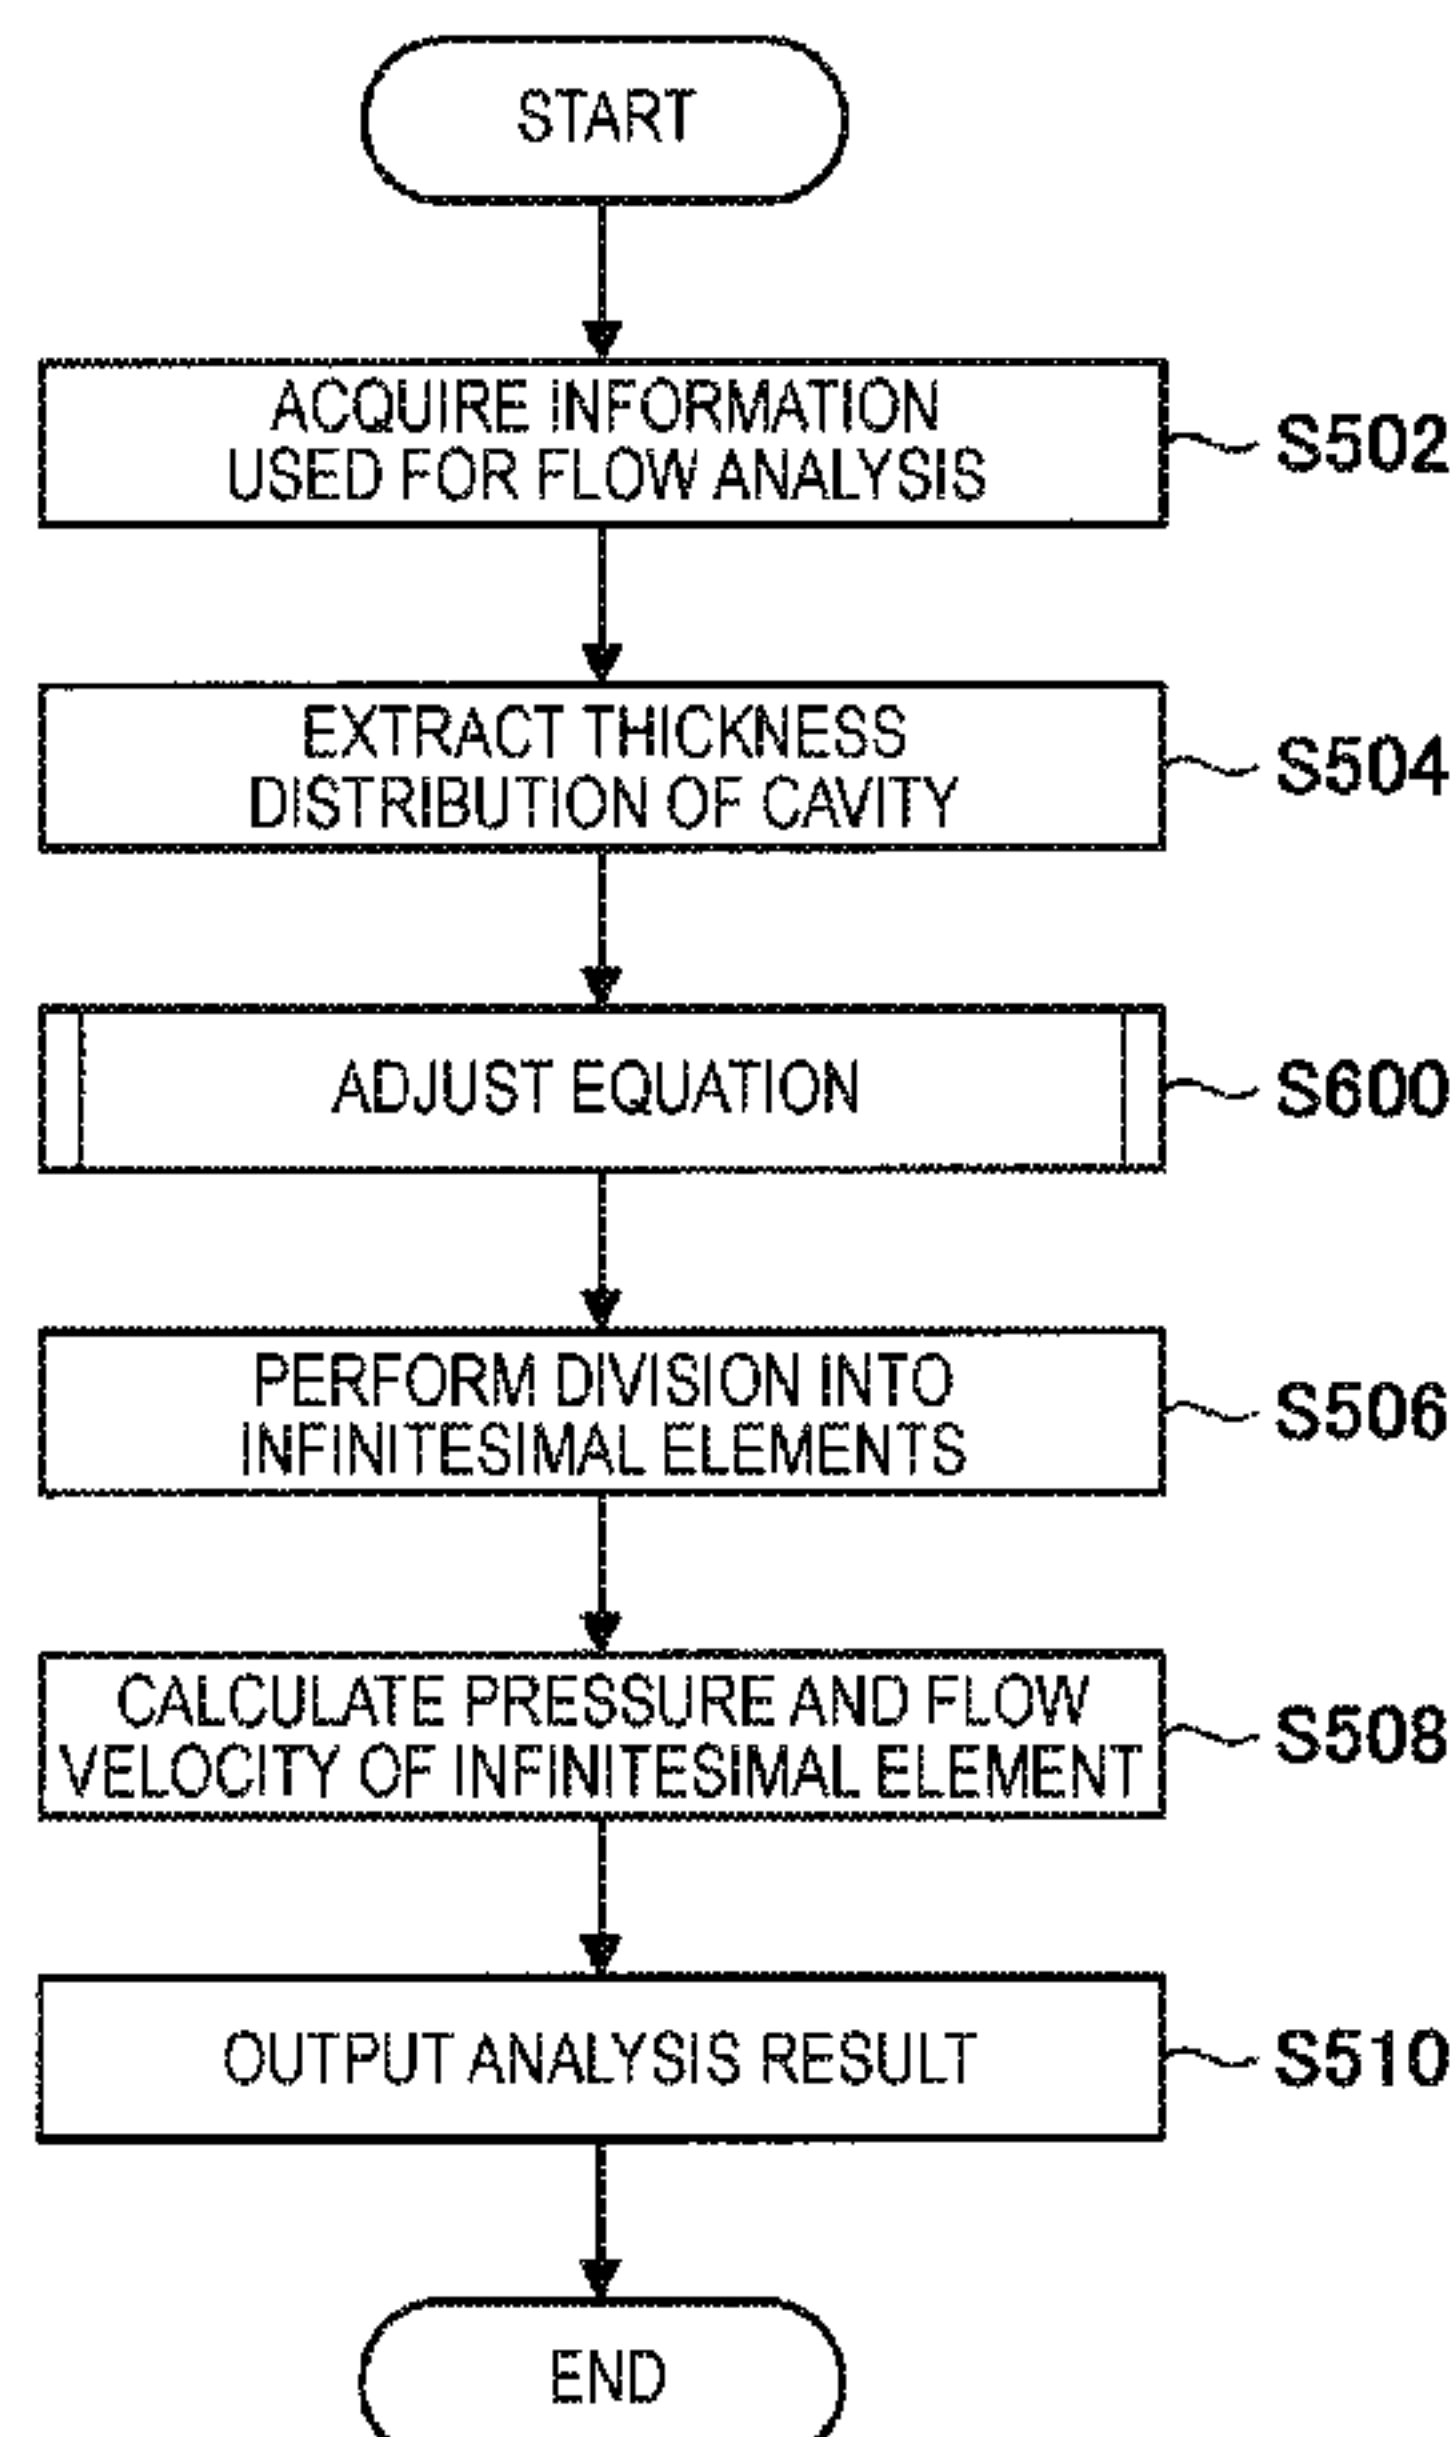 START
ACQUIRE INFORMATION
USED FOR FLOW ANALYSIS
S502
EXTRACT THICKNESS
DISTRIBUTION OF CAVITY
S504
ADJUST EQUATION
S600
PERFORM DIVISION INTO
INFINITESIMAL ELEMENTS
S506
CALCULATE PRESSURE AND FLOW
VELOCITY OF INFINITESIMAL ELEMENT
S508
OUTPUT ANALYSIS RESULT
S510
END